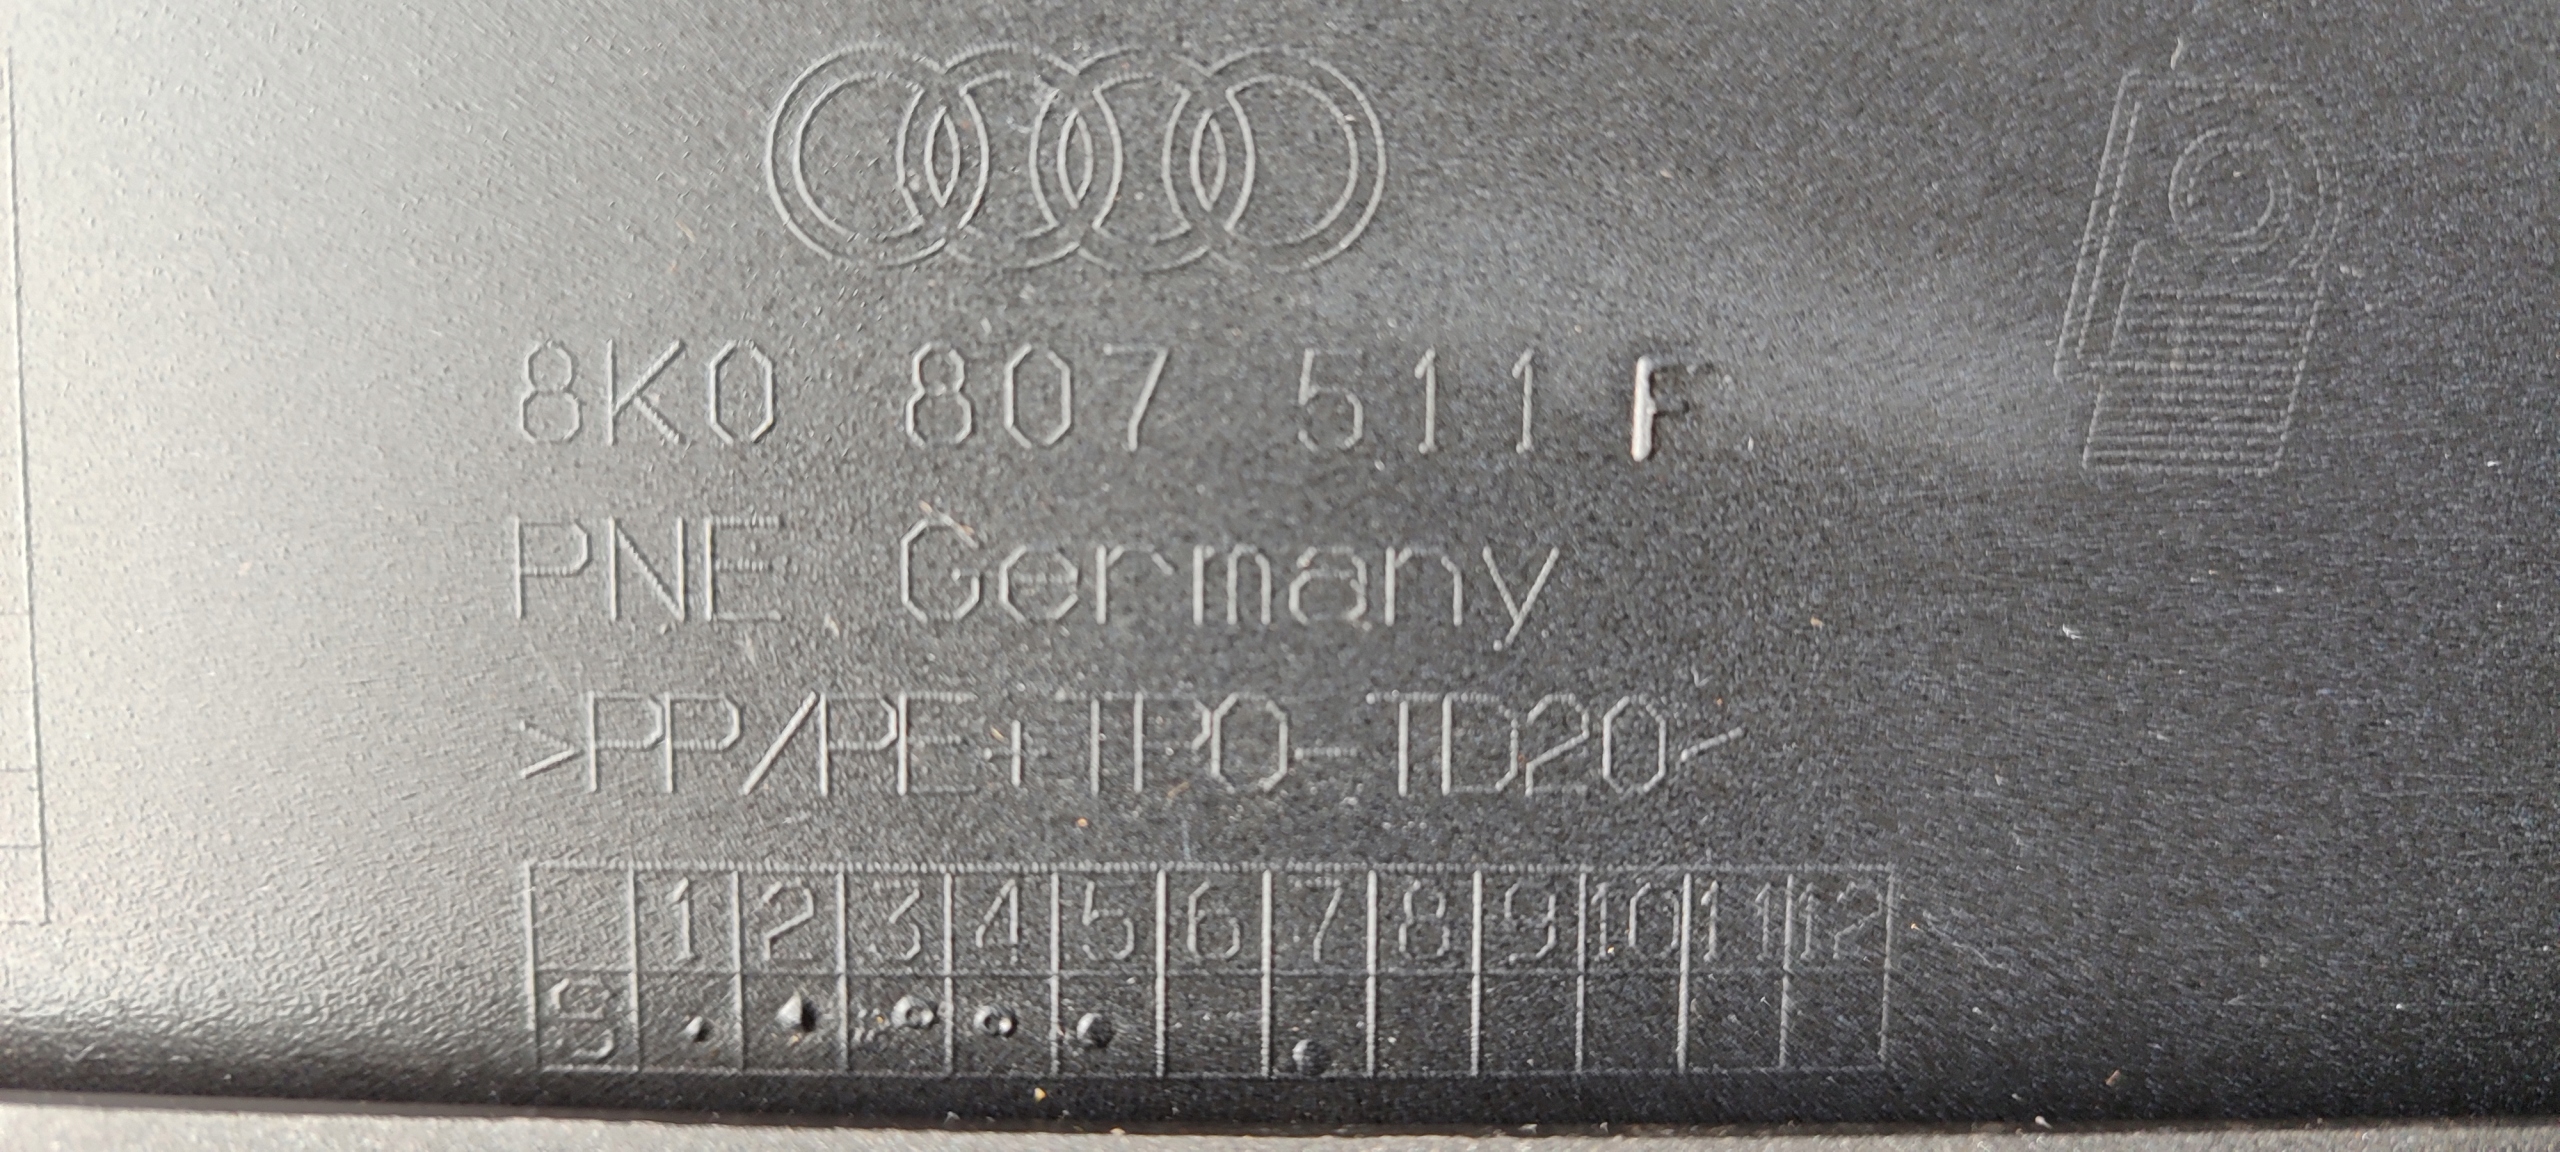 8K0 807 511 F
PNE Germany
>PP/PE+TPO-TD20<
1 2 3 4 5 6 7 8 9 10 11 12